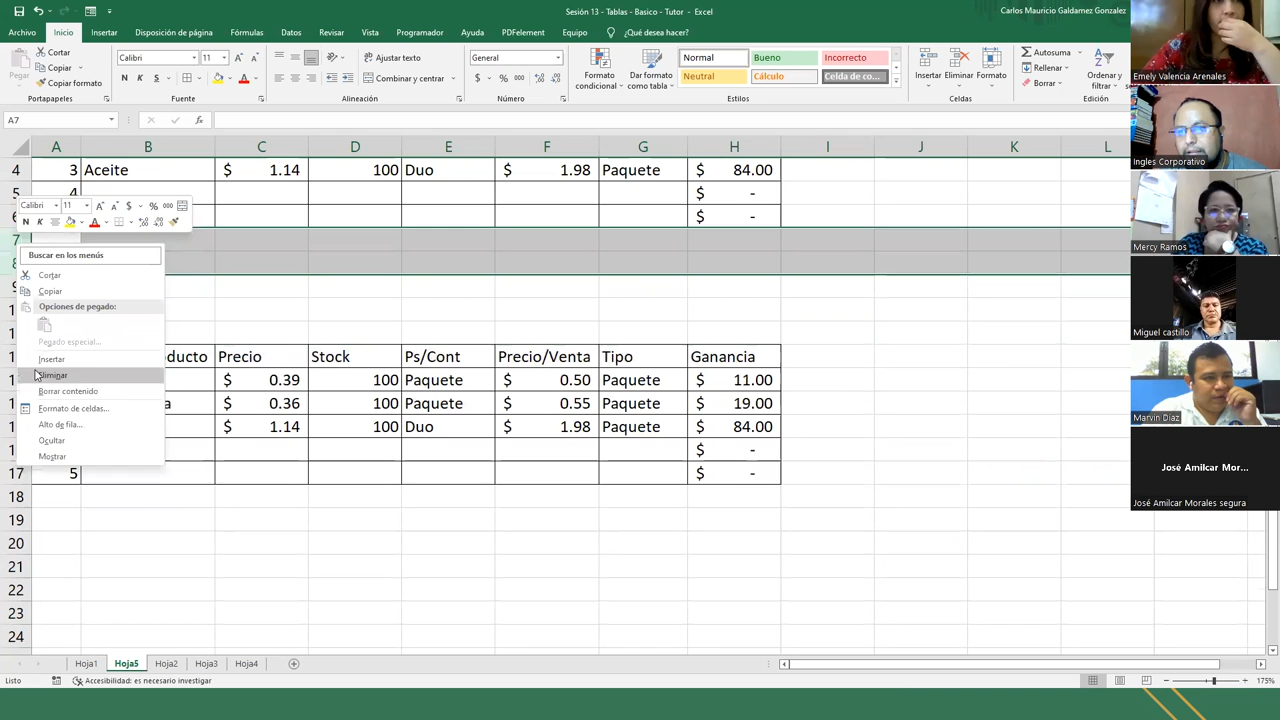 Sesión 13 - Tablas - Basico - Tutor - Excel
Carlos Mauricio Galdamez Gonzalez
Archivo Inicio Insertar Disposición de página Fórmulas Datos Revisar Vista Programador Ayuda PDFelement Equipo ¿Qué desea hacer?
Pegar
Cortar
Copiar
Copiar formato
Portapapeles
Calibri 11
N K S
Fuente
Ajustar texto
Combinar y centrar
Alineación
General
$ % 000
Número
Formato condicional
Dar formato como tabla
Normal Bueno Incorrecto
Neutral Cálculo Celda de co...
Estilos
Insertar Eliminar Formato
Celdas
Autosuma
Rellenar
Borrar
Ordenar y filtrar
Edición
A7
fx
A B C D E F G H I J K L
4 3 Aceite $ 1.14 100 Duo $ 1.98 Paquete $ 84.00
5 4 $ -
6 $ -
Calibri 11 $ % 000
N K
7
8
Buscar en los menús
Cortar
Copiar
Opciones de pegado:
Pegado especial...
Insertar
Eliminar
Borrar contenido
Formato de celdas...
Alto de fila...
Ocultar
Mostrar
oducto Precio Stock Ps/Cont Precio/Venta Tipo Ganancia
$ 0.39 100 Paquete $ 0.50 Paquete $ 11.00
a $ 0.36 100 Paquete $ 0.55 Paquete $ 19.00
$ 1.14 100 Duo $ 1.98 Paquete $ 84.00
$ -
17 5 $ -
18
19
20
21
22
23
24
Hoja1 Hoja5 Hoja2 Hoja3 Hoja4
Listo
Accesibilidad: es necesario investigar
175%
Emely Valencia Arenales
Ingles Corporativo
Mercy Ramos
Miguel castillo
Marvin Diaz
José Amilcar Mor...
José Amilcar Morales segura